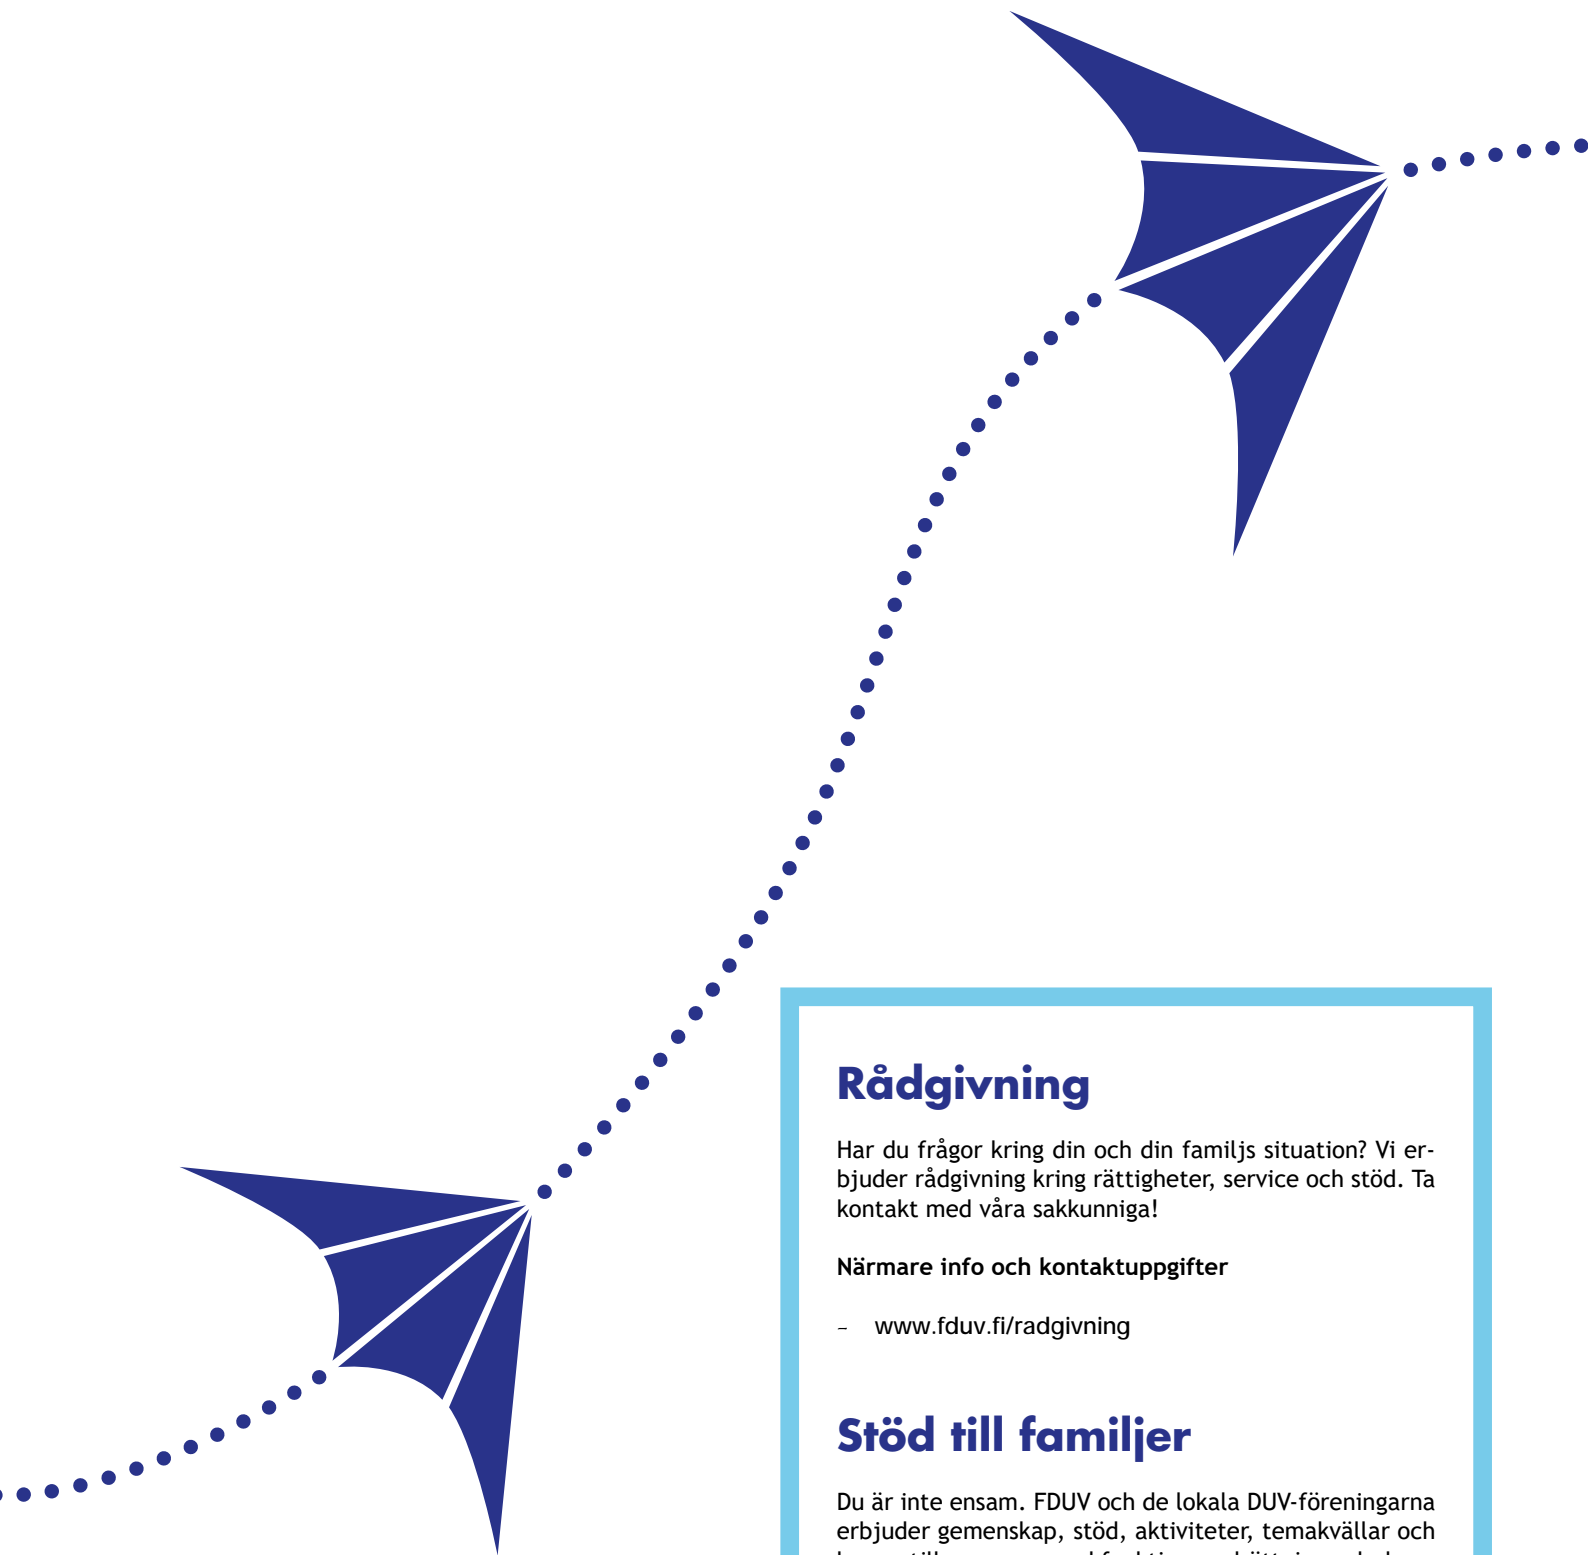 Rådgivning
Har du frågor kring din och din familjs situation? Vi er-
bjuder rådgivning kring rättigheter, service och stöd. Ta
kontakt med våra sakkunniga!
Närmare info och kontaktuppgifter
– www.fduv.fi/radgivning
Stöd till familjer
Du är inte ensam. FDUV och de lokala DUV-föreningarna
erbjuder gemenskap, stöd, aktiviteter, temakvällar och